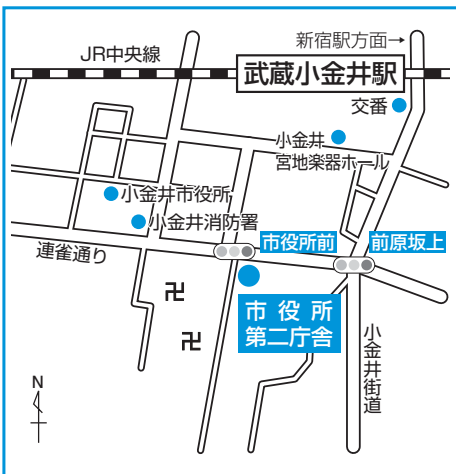 新宿駅方面→
JR中央線
武蔵小金井駅
交番
小金井
宮地楽器ホール
小金井市役所
小金井消防署
連雀通り
市役所前
前原坂上
市役所
第二庁舎
小金井街道
N